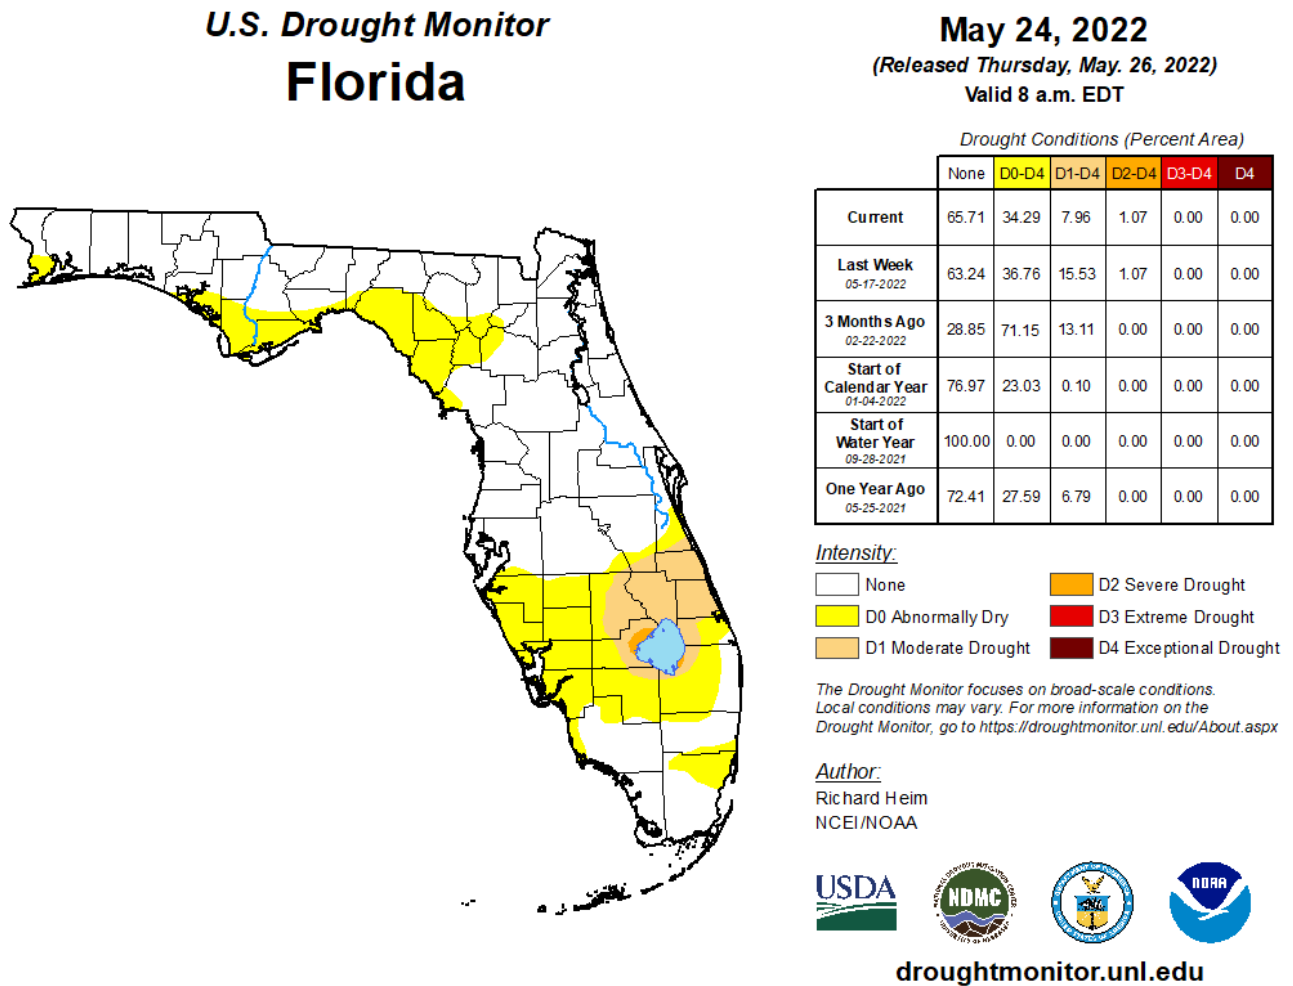 U.S. Drought Monitor
Florida
May 24, 2022
(Released Thursday, May. 26, 2022)
Valid 8 a.m. EDT
Drought Conditions (Percent Area)
None D0-D4 D1-D4 D2-D4 D3-D4 D4
Current 65.71 34.29 7.96 1.07 0.00 0.00
Last Week
05-17-2022 63.24 36.76 15.53 1.07 0.00 0.00
3 Months Ago
02-22-2022 28.85 71.15 13.11 0.00 0.00 0.00
Start of
Calendar Year
01-04-2022 76.97 23.03 0.10 0.00 0.00 0.00
Start of
Water Year
09-28-2021 100.00 0.00 0.00 0.00 0.00 0.00
One Year Ago
05-25-2021 72.41 27.59 6.79 0.00 0.00 0.00
Intensity:
None
D0 Abnormally Dry
D1 Moderate Drought
D2 Severe Drought
D3 Extreme Drought
D4 Exceptional Drought
The Drought Monitor focuses on broad-scale conditions.
Local conditions may vary. For more information on the
Drought Monitor, go to https://droughtmonitor.unl.edu/About.aspx
Author:
Richard Heim
NCEI/NOAA
USDA
NDMC
NOAA
droughtmonitor.unl.edu